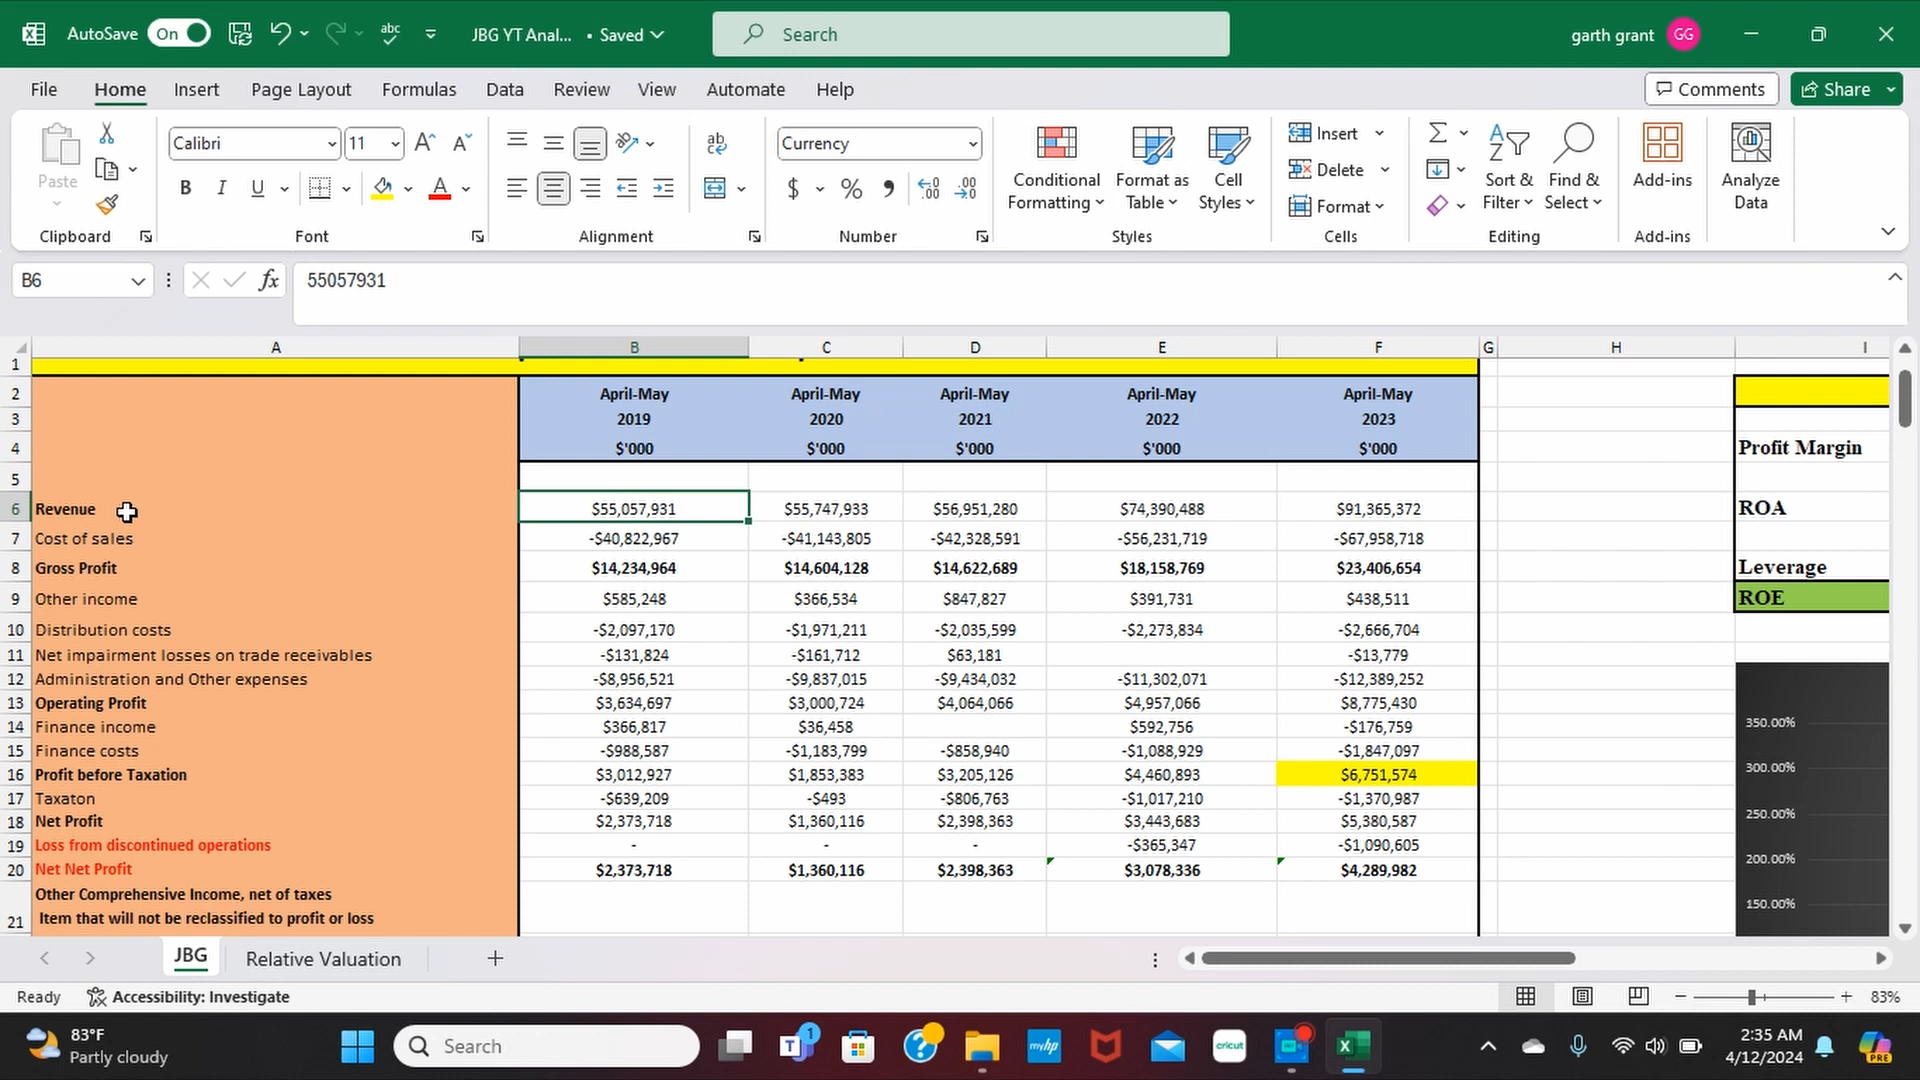 AutoSave On abc JBG YT Anal... • Saved Search garth grant GG
File Home Insert Page Layout Formulas Data Review View Automate Help Comments Share
Paste Calibri 11 Currency Conditional Formatting Format as Table Cell Styles Insert Delete Format Sort & Filter Find & Select Add-ins Analyze Data
Clipboard Font Alignment Number Styles Cells Editing Add-ins
B6 fx 55057931
A B C D E F G H I
1
2 April-May April-May April-May April-May April-May
3 2019 2020 2021 2022 2023
4 $'000 $'000 $'000 $'000 $'000 Profit Margin
5
6 Revenue $55,057,931 $55,747,933 $56,951,280 $74,390,488 $91,365,372 ROA
7 Cost of sales -$40,822,967 -$41,143,805 -$42,328,591 -$56,231,719 -$67,958,718
8 Gross Profit $14,234,964 $14,604,128 $14,622,689 $18,158,769 $23,406,654 Leverage
9 Other income $585,248 $366,534 $847,827 $391,731 $438,511 ROE
10 Distribution costs -$2,097,170 -$1,971,211 -$2,035,599 -$2,273,834 -$2,666,704
11 Net impairment losses on trade receivables -$131,824 -$161,712 $63,181 -$13,779
12 Administration and Other expenses -$8,956,521 -$9,837,015 -$9,434,032 -$11,302,071 -$12,389,252
13 Operating Profit $3,634,697 $3,000,724 $4,064,066 $4,957,066 $8,775,430
14 Finance income $366,817 $36,458 $592,756 -$176,759
15 Finance costs -$988,587 -$1,183,799 -$858,940 -$1,088,929 -$1,847,097
16 Profit before Taxation $3,012,927 $1,853,383 $3,205,126 $4,460,893 $6,751,574
17 Taxaton -$639,209 -$493 -$806,763 -$1,017,210 -$1,370,987
18 Net Profit $2,373,718 $1,360,116 $2,398,363 $3,443,683 $5,380,587
19 Loss from discontinued operations - - - -$365,347 -$1,090,605
20 Net Net Profit $2,373,718 $1,360,116 $2,398,363 $3,078,336 $4,289,982
Other Comprehensive Income, net of taxes
21 Item that will not be reclassified to profit or loss
350.00%
300.00%
250.00%
200.00%
150.00%
JBG Relative Valuation
Ready Accessibility: Investigate 83%
83°F
Partly cloudy
Search
1
myhp
cricut
2:35 AM
4/12/2024
PRE